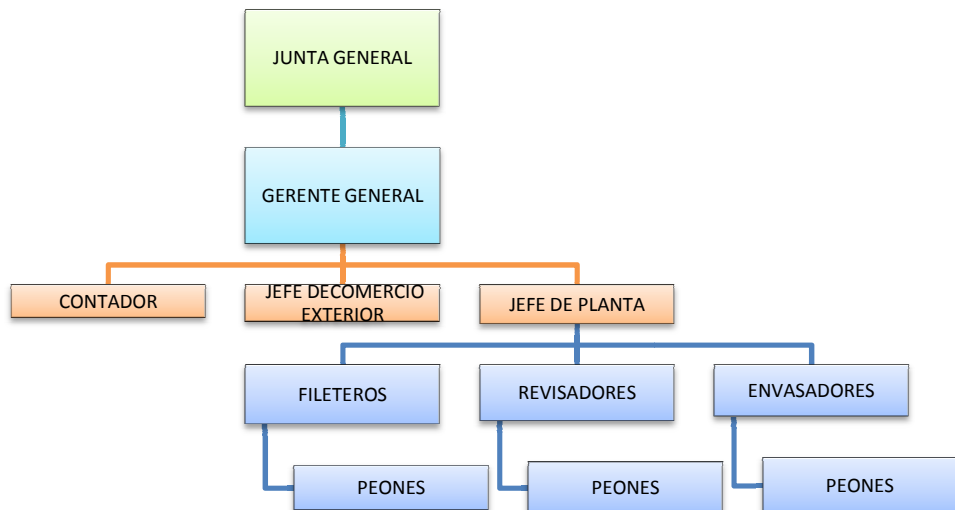 JUNTA GENERAL
GERENTE GENERAL
CONTADOR
JEFE DECOMERCIO
EXTERIOR
JEFE DE PLANTA
FILETEROS
REVISADORES
ENVASADORES
PEONES
PEONES
PEONES